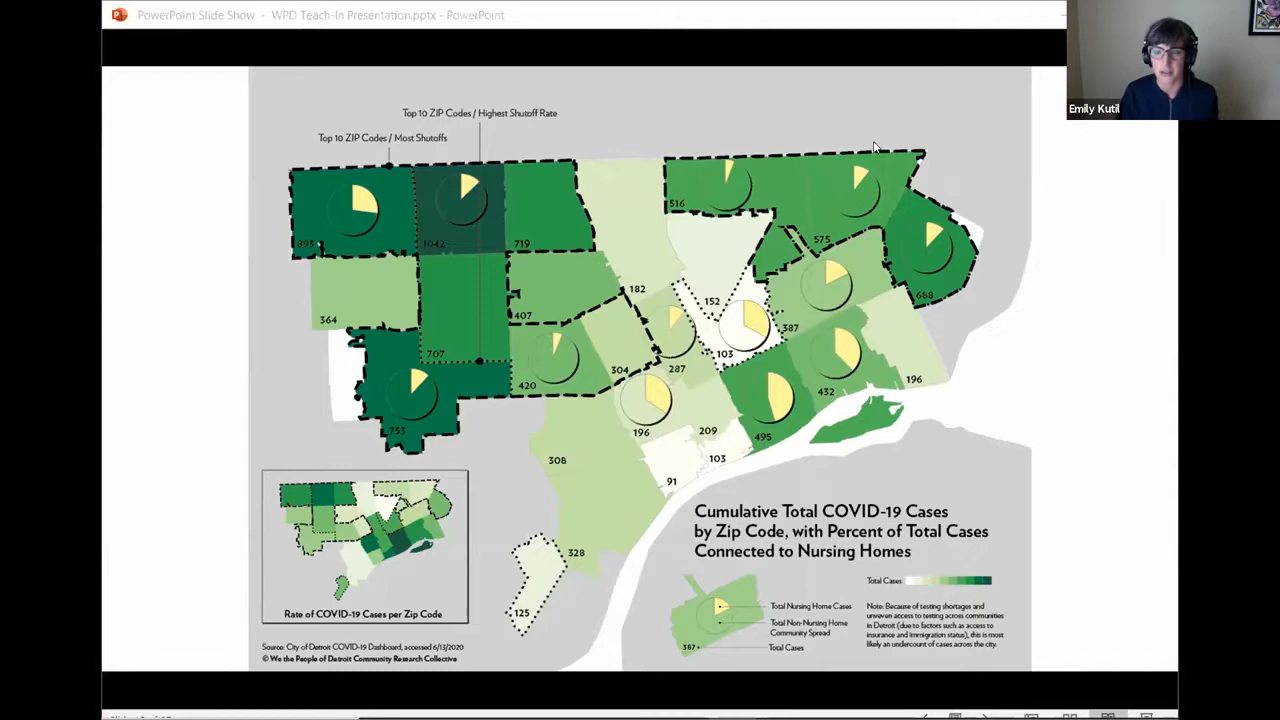 PowerPoint Slide Show - WPD Teach-In Presentation.pptx - PowerPoint
Emily Kutil
Top 10 ZIP Codes / Highest Shutoff Rate
Top 10 ZIP Codes / Most Shutoffs
893
1042
719
516
575
688
364
707
407
182
152
103
387
420
304
287
432
196
753
196
209
495
103
308
91
328
125
Rate of COVID-19 Cases per Zip Code
Source: City of Detroit COVID-19 Dashboard, accessed 6/13/2020
© We the People of Detroit Community Research Collective
Cumulative Total COVID-19 Cases
by Zip Code, with Percent of Total Cases
Connected to Nursing Homes
Total Nursing Home Cases
Total Non-Nursing Home
Community Spread
387
Total Cases
Total Cases
Note: Because of testing shortages and
uneven access to testing across communities
in Detroit (due to factors such as access to
insurance and immigration status), this is most
likely an undercount of cases across the city.